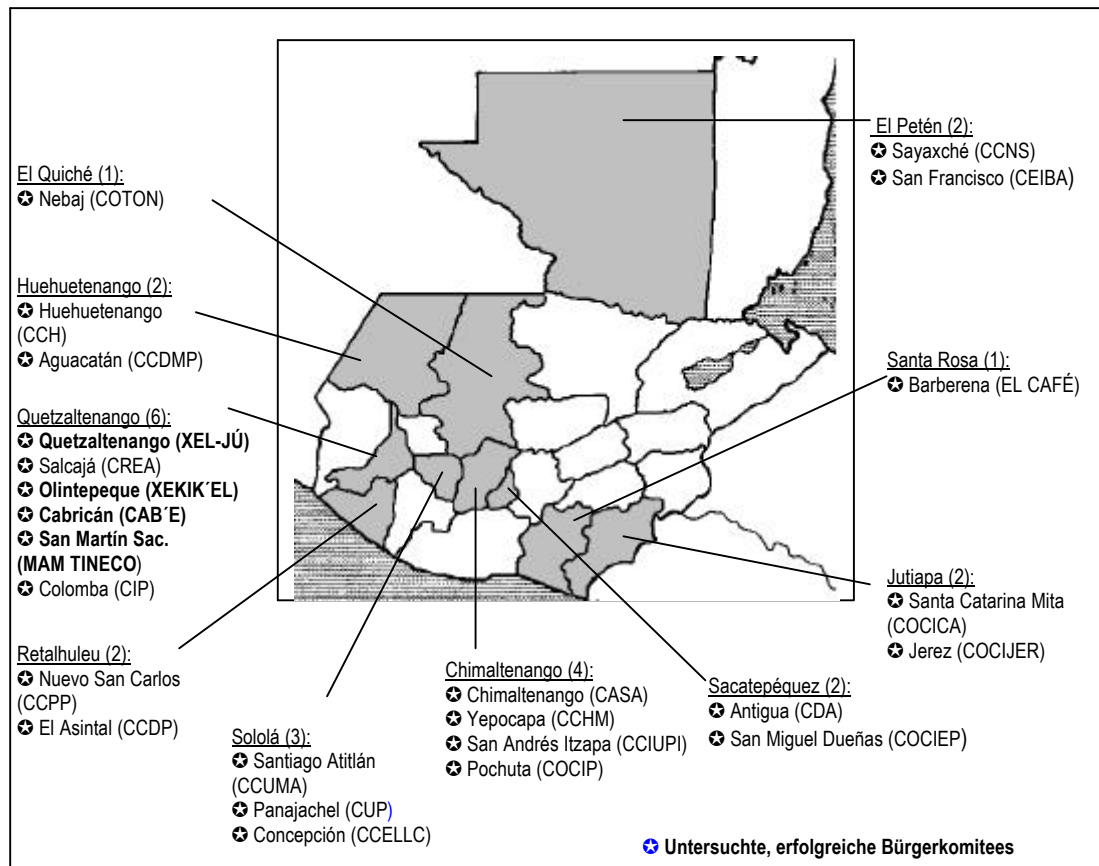 El Petén (2):
✪ Sayaxché (CCNS)
✪ San Francisco (CEIBA)
El Quiché (1):
✪ Nebaj (COTON)
Huehuetenango (2):
✪ Huehuetenango
(CCH)
✪ Aguacatán (CCDMP)
Santa Rosa (1):
✪ Barberena (EL CAFÉ)
Quetzaltenango (6):
✪ Quetzaltenango (XEL-JÚ)
✪ Salcajá (CREA)
✪ Olintepeque (XEKIK´EL)
✪ Cabricán (CAB´E)
✪ San Martín Sac.
(MAM TINECO)
✪ Colomba (CIP)
Jutiapa (2):
✪ Santa Catarina Mita
(COCICA)
✪ Jerez (COCIJER)
Retalhuleu (2):
✪ Nuevo San Carlos
(CCPP)
✪ El Asintal (CCDP)
Sololá (3):
✪ Santiago Atitlán
(CCUMA)
✪ Panajachel (CUP)
✪ Concepción (CCELLC)
Chimaltenango (4):
✪ Chimaltenango (CASA)
✪ Yepocapa (CCHM)
✪ San Andrés Itzapa (CCIUPI)
✪ Pochuta (COCIP)
Sacatepéquez (2):
✪ Antigua (CDA)
✪ San Miguel Dueñas (COCIEP)
✪ Untersuchte, erfolgreiche Bürgerkomitees